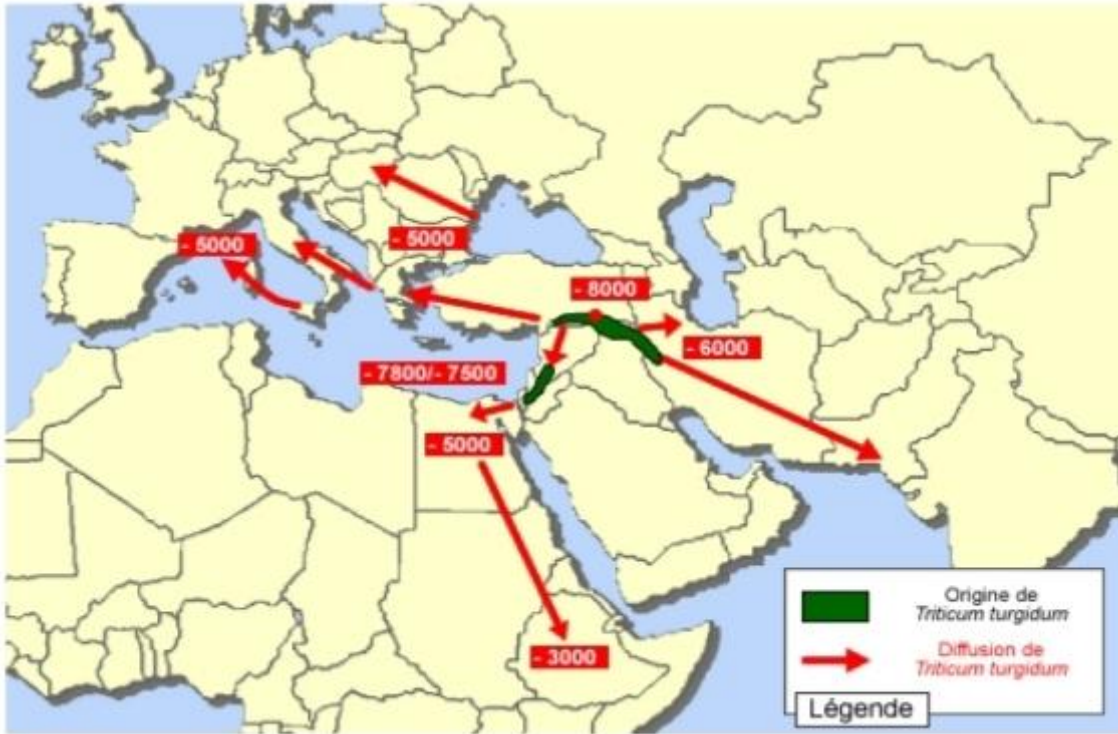 - 5000
- 5000
- 8000
- 6000
- 7800/- 7500
- 5000
- 3000
Origine de
Triticum turgidum
Diffusion de
Triticum turgidum
Légende